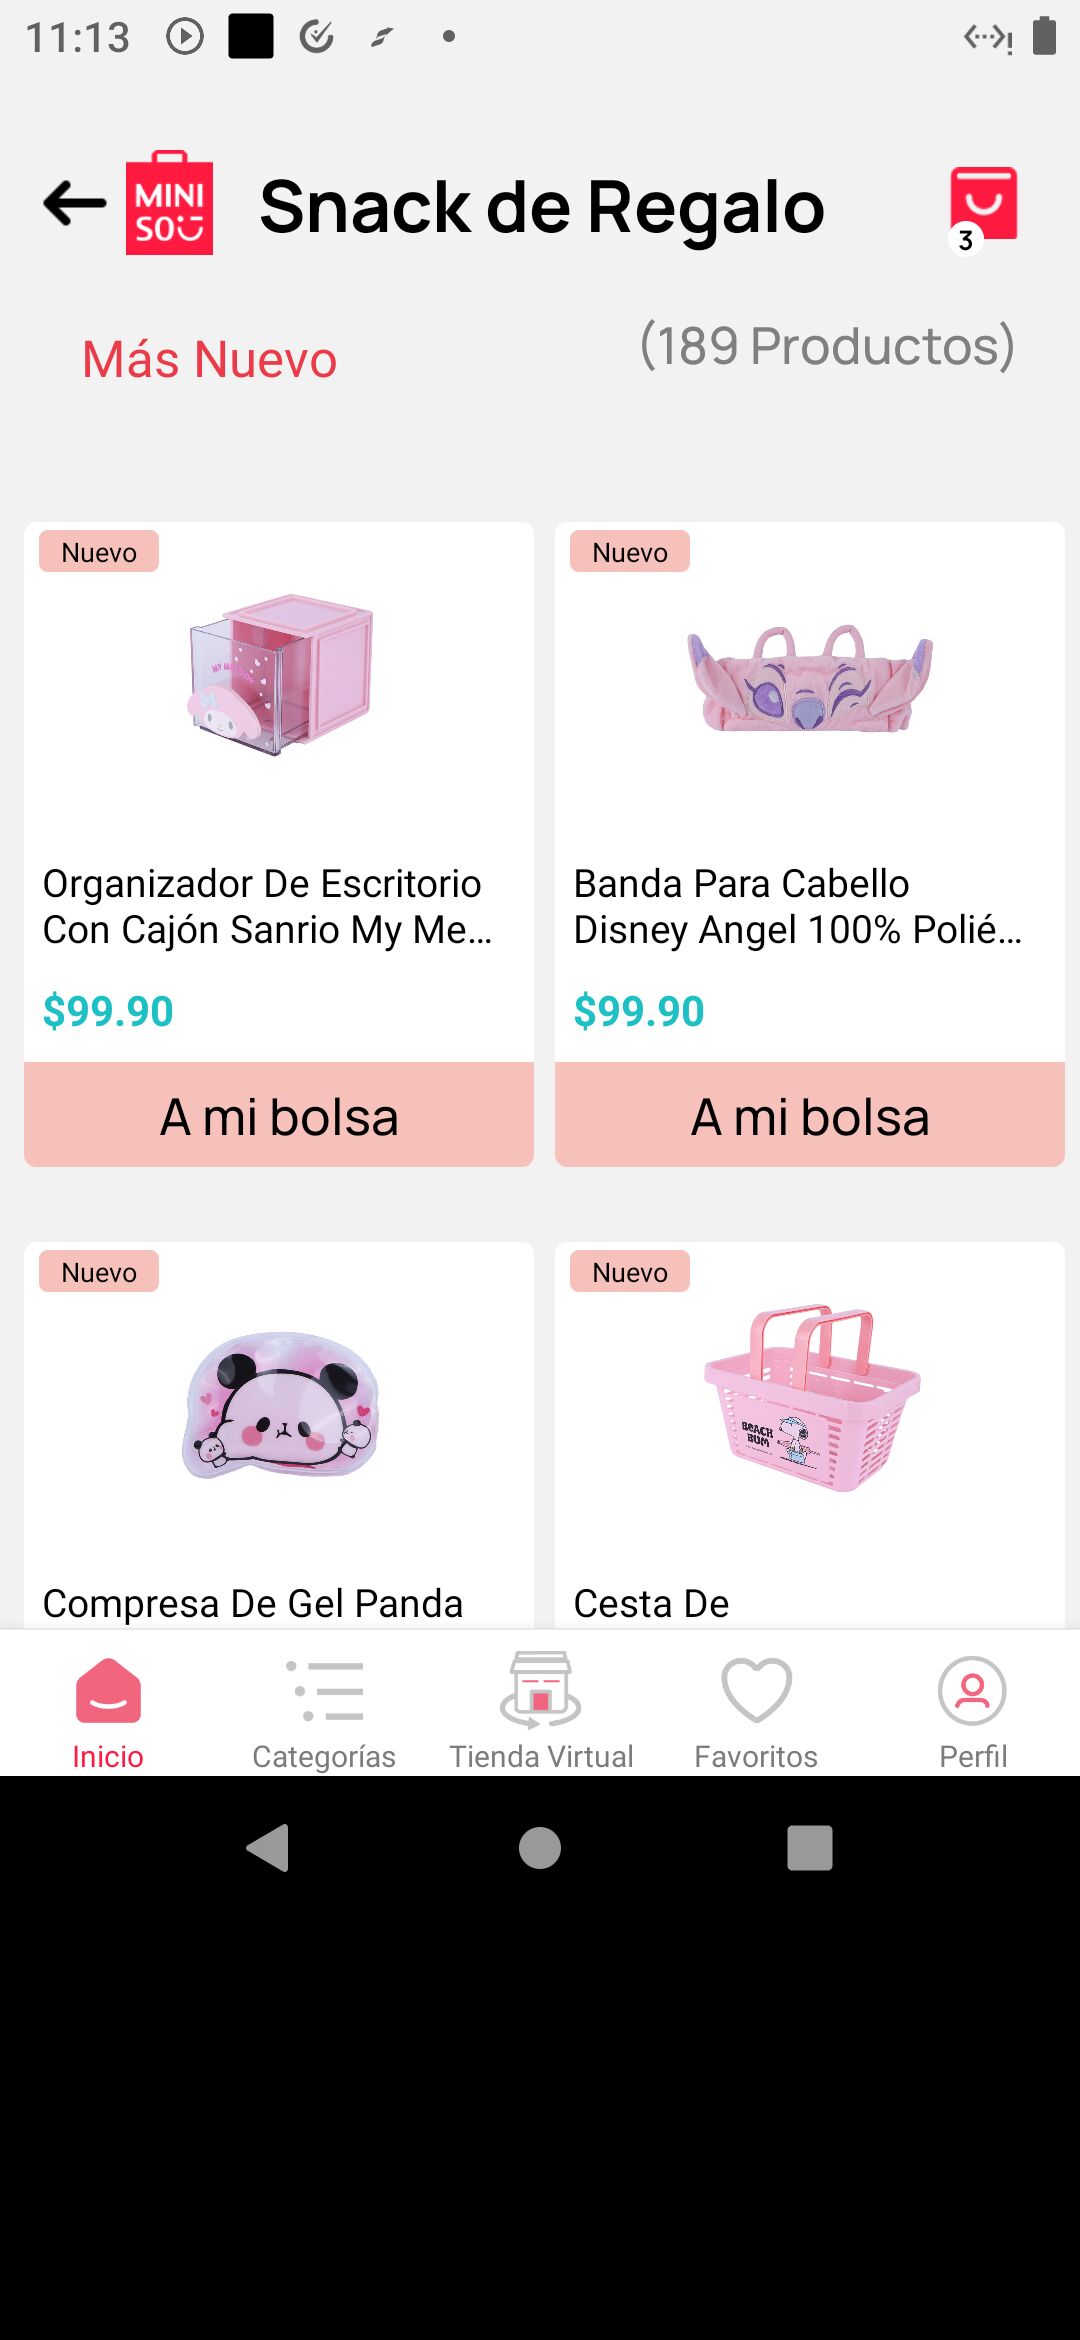 11:13
MINI
SO
Snack de Regalo
3
Más Nuevo
(189 Productos)
Nuevo
Nuevo
Organizador De Escritorio
Con Cajón Sanrio My Me...
Banda Para Cabello
Disney Angel 100% Polié...
$99.90
$99.90
A mi bolsa
A mi bolsa
Nuevo
Nuevo
BEACH
BUM
Compresa De Gel Panda
Cesta De
Inicio
Categorías
Tienda Virtual
Favoritos
Perfil